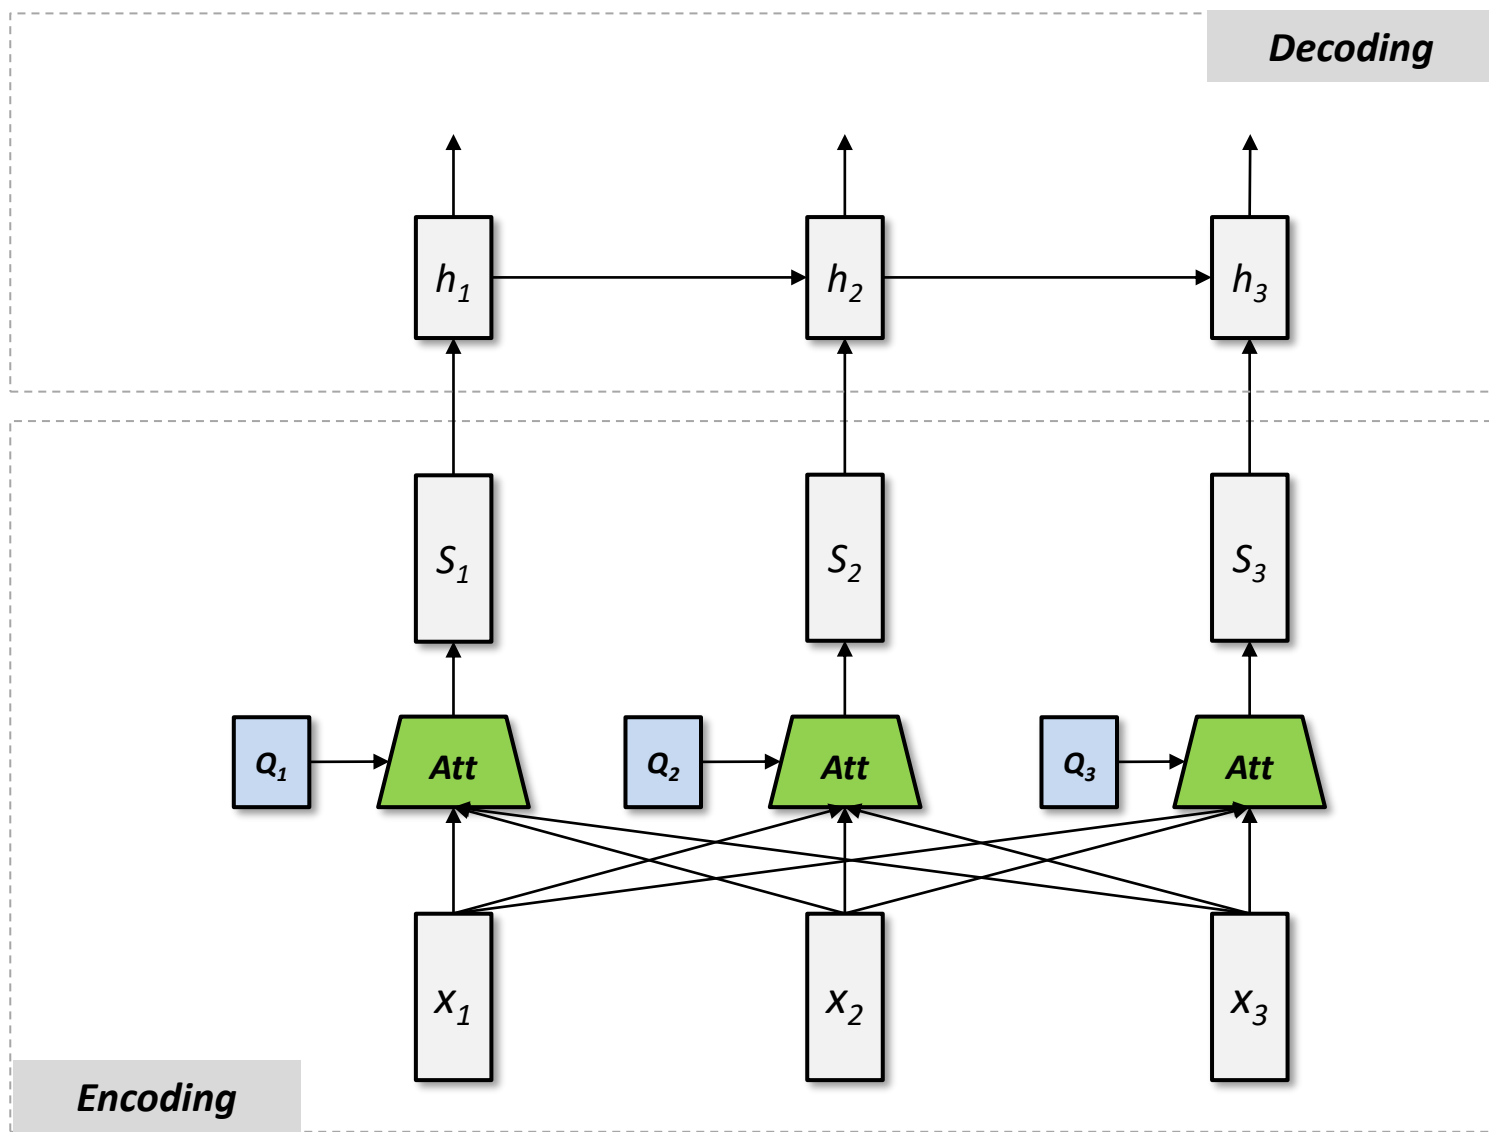 Decoding
h1 h2 h3
S1 S2 S3
Q1 Att Q2 Att Q3 Att
x1 x2 x3
Encoding